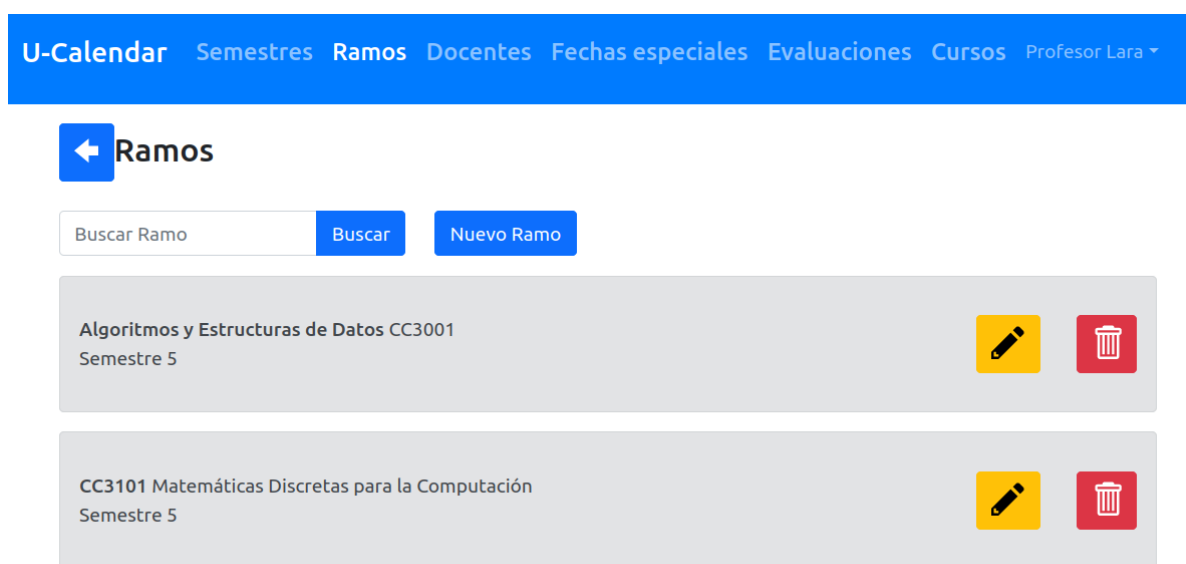 U-Calendar Semestres Ramos Docentes Fechas especiales Evaluaciones Cursos Profesor Lara
Ramos
Buscar Ramo Buscar Nuevo Ramo
Algoritmos y Estructuras de Datos CC3001
Semestre 5
CC3101 Matemáticas Discretas para la Computación
Semestre 5